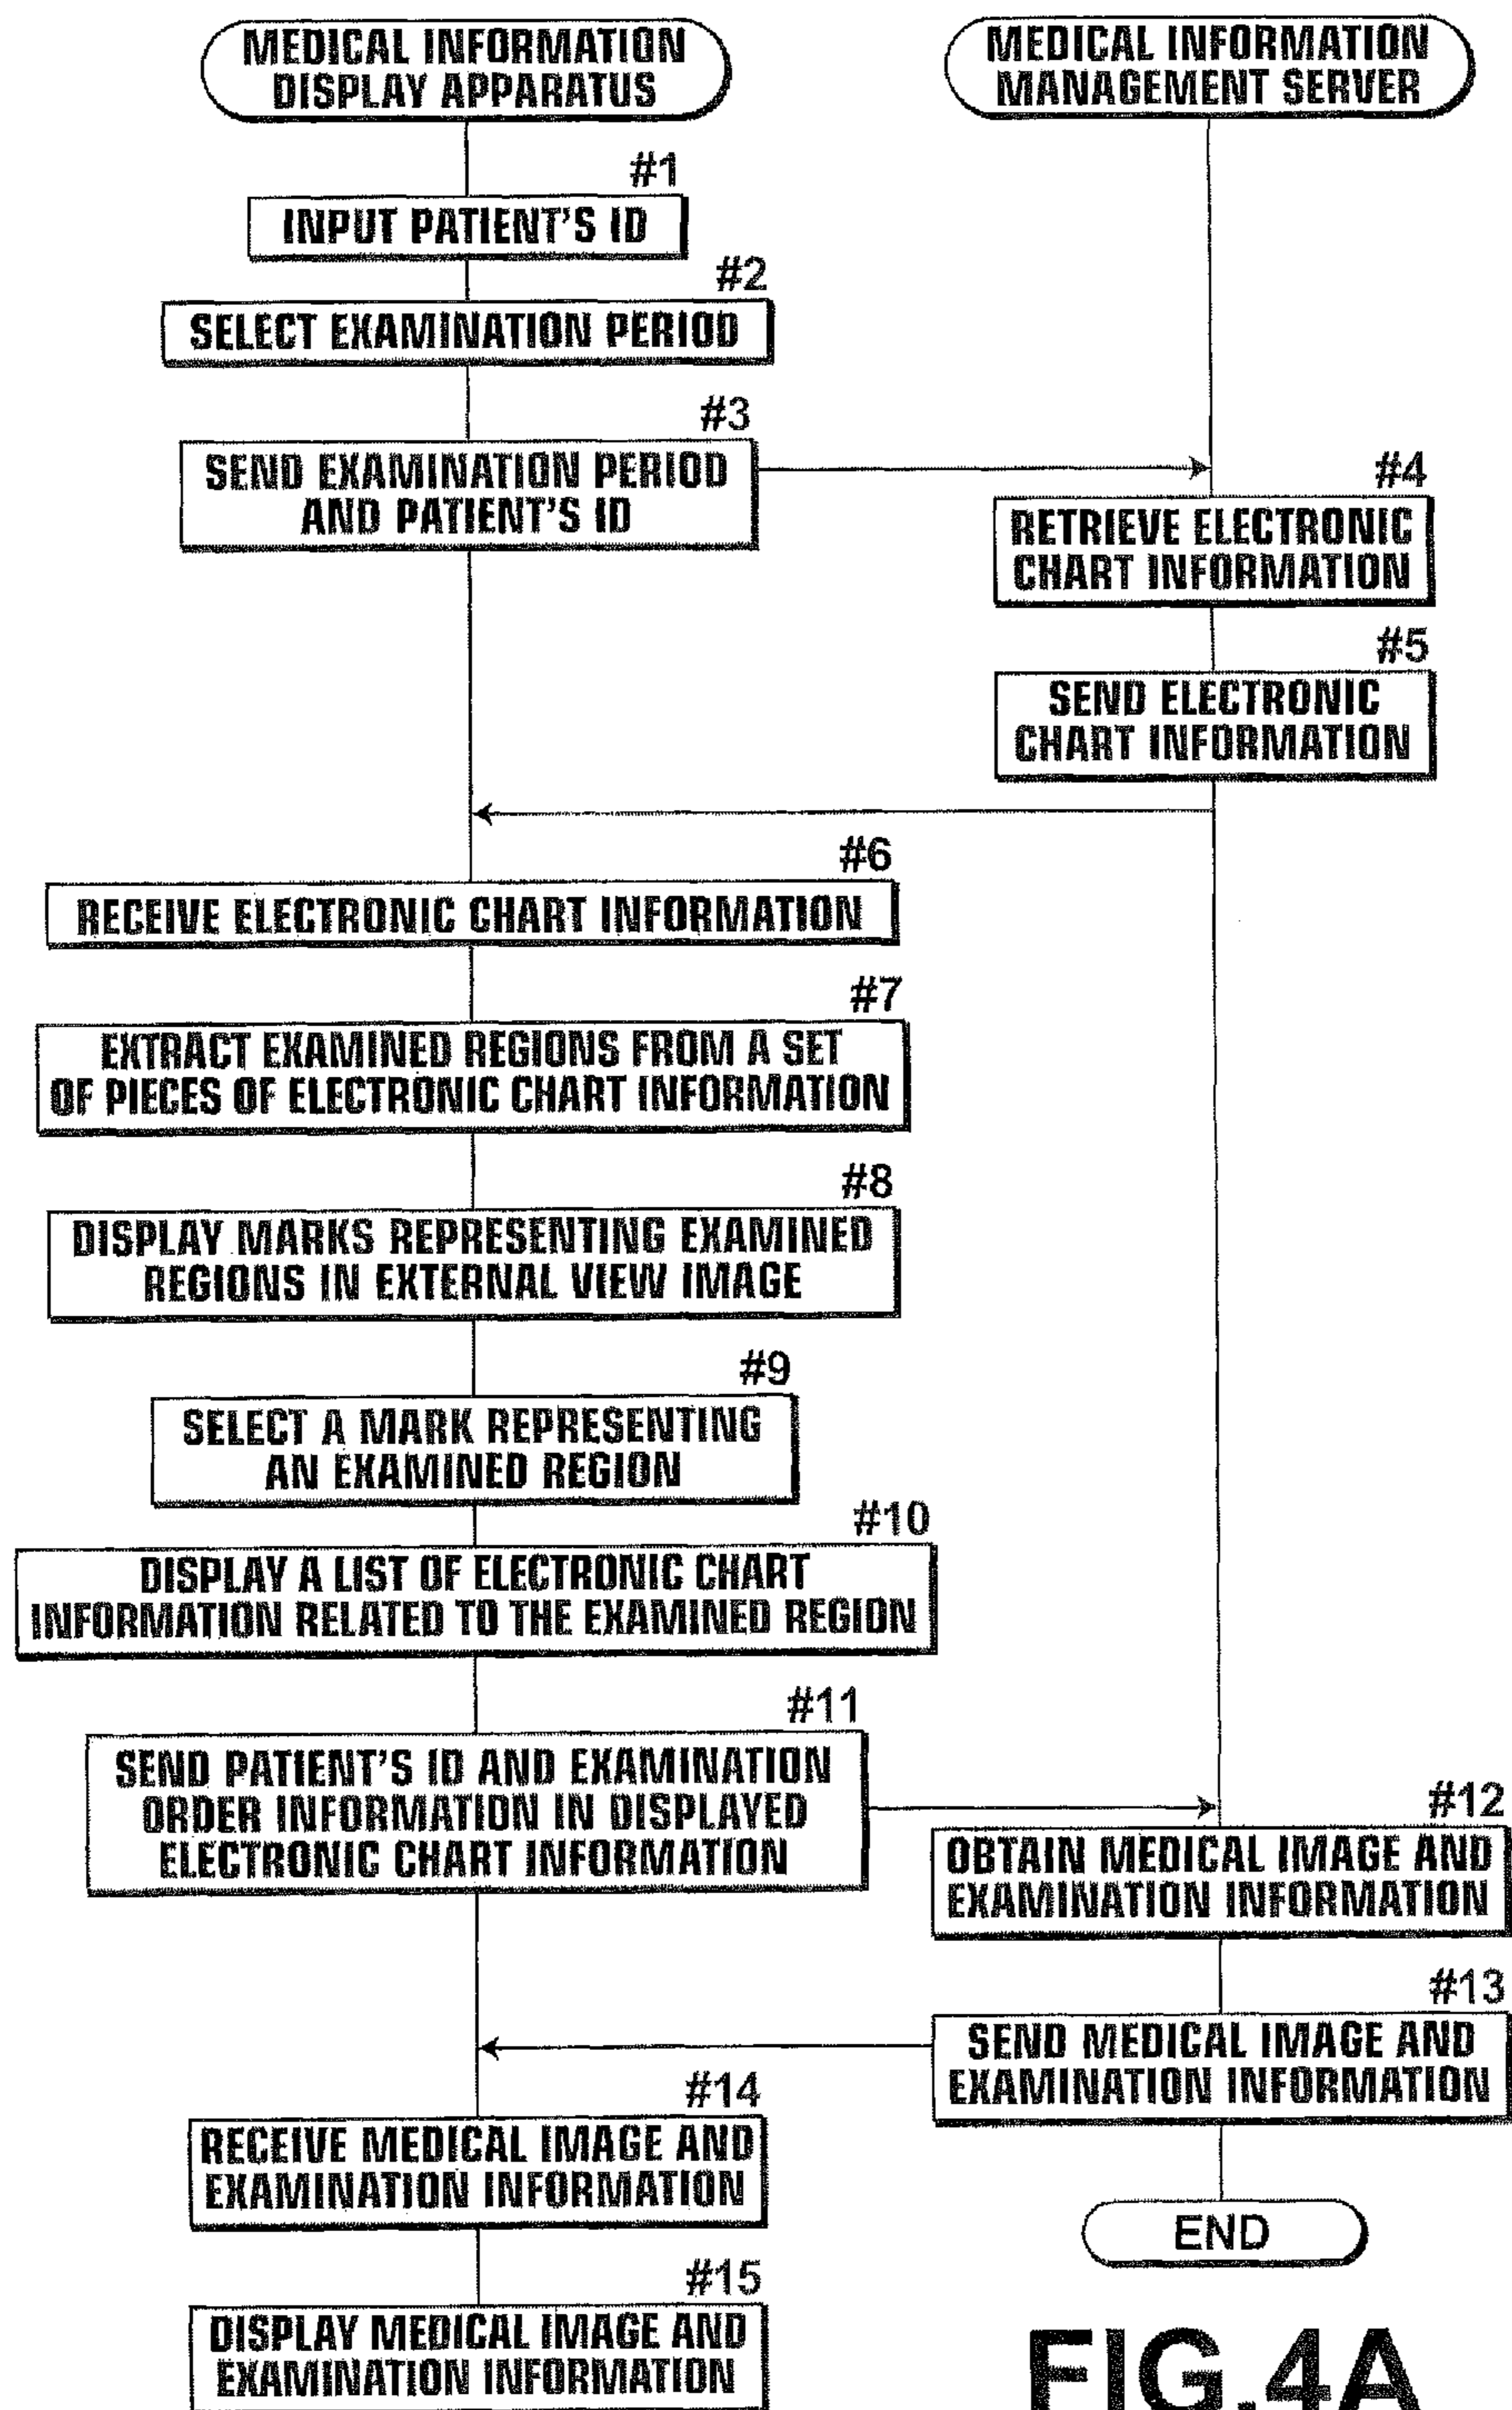 MEDICAL INFORMATION
DISPLAY APPARATUS
MEDICAL INFORMATION
MANAGEMENT SERVER
#1
INPUT PATIENT'S ID
#2
SELECT EXAMINATION PERIOD
#3
SEND EXAMINATION PERIOD
AND PATIENT'S ID
#4
RETRIEVE ELECTRONIC
CHART INFORMATION
#5
SEND ELECTRONIC
CHART INFORMATION
#6
RECEIVE ELECTRONIC CHART INFORMATION
#7
EXTRACT EXAMINED REGIONS FROM A SET
OF PIECES OF ELECTRONIC CHART INFORMATION
#8
DISPLAY MARKS REPRESENTING EXAMINED
REGIONS IN EXTERNAL VIEW IMAGE
#9
SELECT A MARK REPRESENTING
AN EXAMINED REGION
#10
DISPLAY A LIST OF ELECTRONIC CHART
INFORMATION RELATED TO THE EXAMINED REGION
#11
SEND PATIENT'S ID AND EXAMINATION
ORDER INFORMATION IN DISPLAYED
ELECTRONIC CHART INFORMATION
#12
OBTAIN MEDICAL IMAGE AND
EXAMINATION INFORMATION
#13
SEND MEDICAL IMAGE AND
EXAMINATION INFORMATION
#14
RECEIVE MEDICAL IMAGE AND
EXAMINATION INFORMATION
END
#15
DISPLAY MEDICAL IMAGE AND
EXAMINATION INFORMATION
FIG.4A